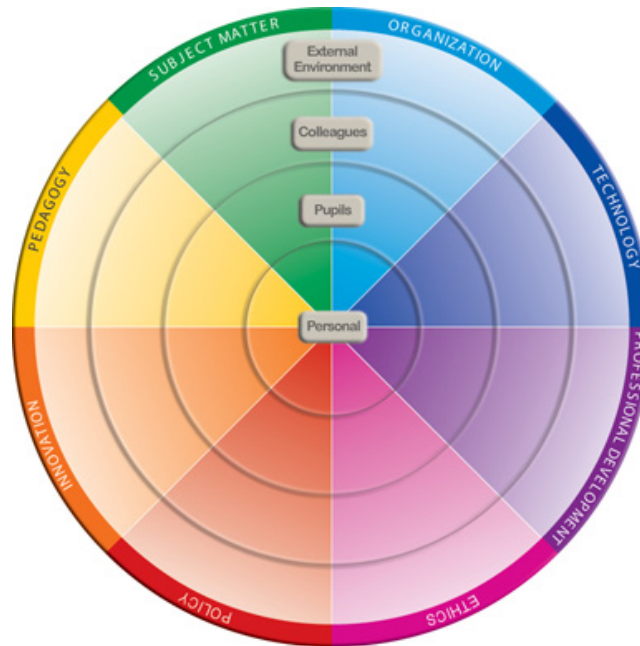 SUBJECT MATTER
ORGANIZATION
External
Environment
Colleagues
TECHNOLOGY
PEDAGOGY
Pupils
Personal
PROFESSIONAL DEVELOPMENT
INNOVATION
POLICY
ETHICS